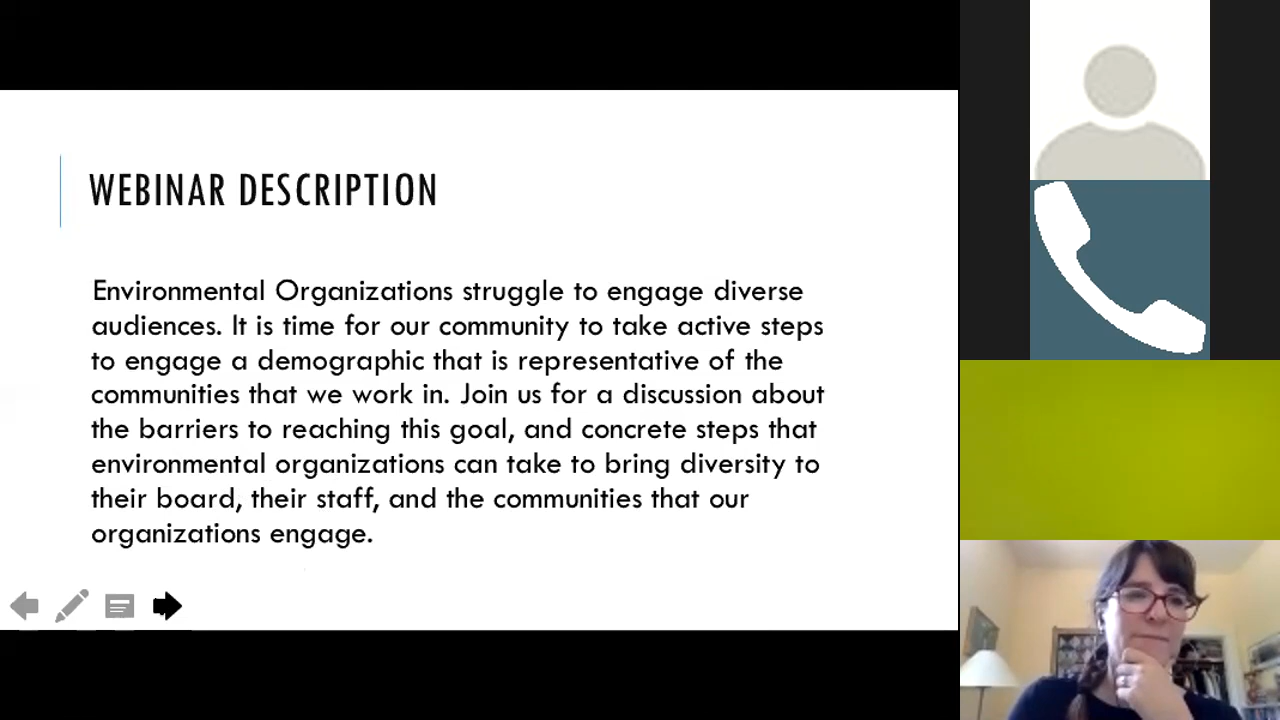 WEBINAR DESCRIPTION
Environmental Organizations struggle to engage diverse
audiences. It is time for our community to take active steps
to engage a demographic that is representative of the
communities that we work in. Join us for a discussion about
the barriers to reaching this goal, and concrete steps that
environmental organizations can take to bring diversity to
their board, their staff, and the communities that our
organizations engage.